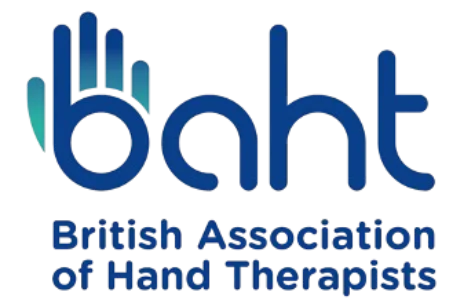 baht
British Association
of Hand Therapists